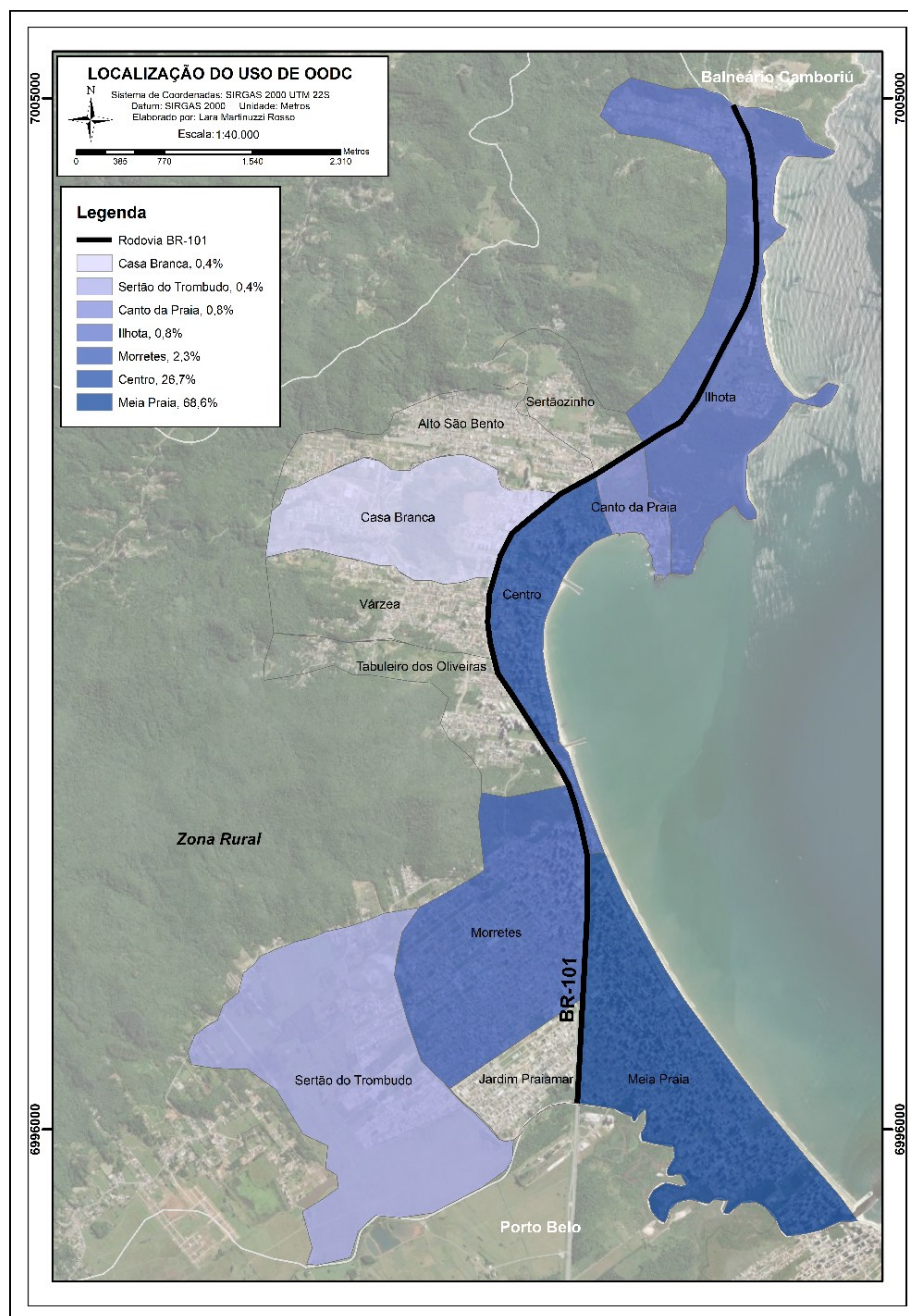 LOCALIZAÇÃO DO USO DE OODC
N
Sistema de Coordenadas: SIRGAS 2000 UTM 22S
Datum: SIRGAS 2000 Unidade: Metros
Elaborado por: Lara Martinuzzi Rosso
Escala: 1:40.000
Metros
0 385 770 1.540 2.310
Balneário Camboriú
7005000
7005000
Legenda
Rodovia BR-101
Casa Branca, 0,4%
Sertão do Trombudo, 0,4%
Canto da Praia, 0,8%
Ilhota, 0,8%
Morretes, 2,3%
Centro, 26,7%
Meia Praia, 68,6%
Sertãozinho
Ilhota
Alto São Bento
Canto da Praia
Casa Branca
Centro
Várzea
Tabuleiro dos Oliveiras
Zona Rural
Morretes
BR-101
Sertão do Trombudo
Jardim Praiamar
Meia Praia
6996000
6996000
Porto Belo